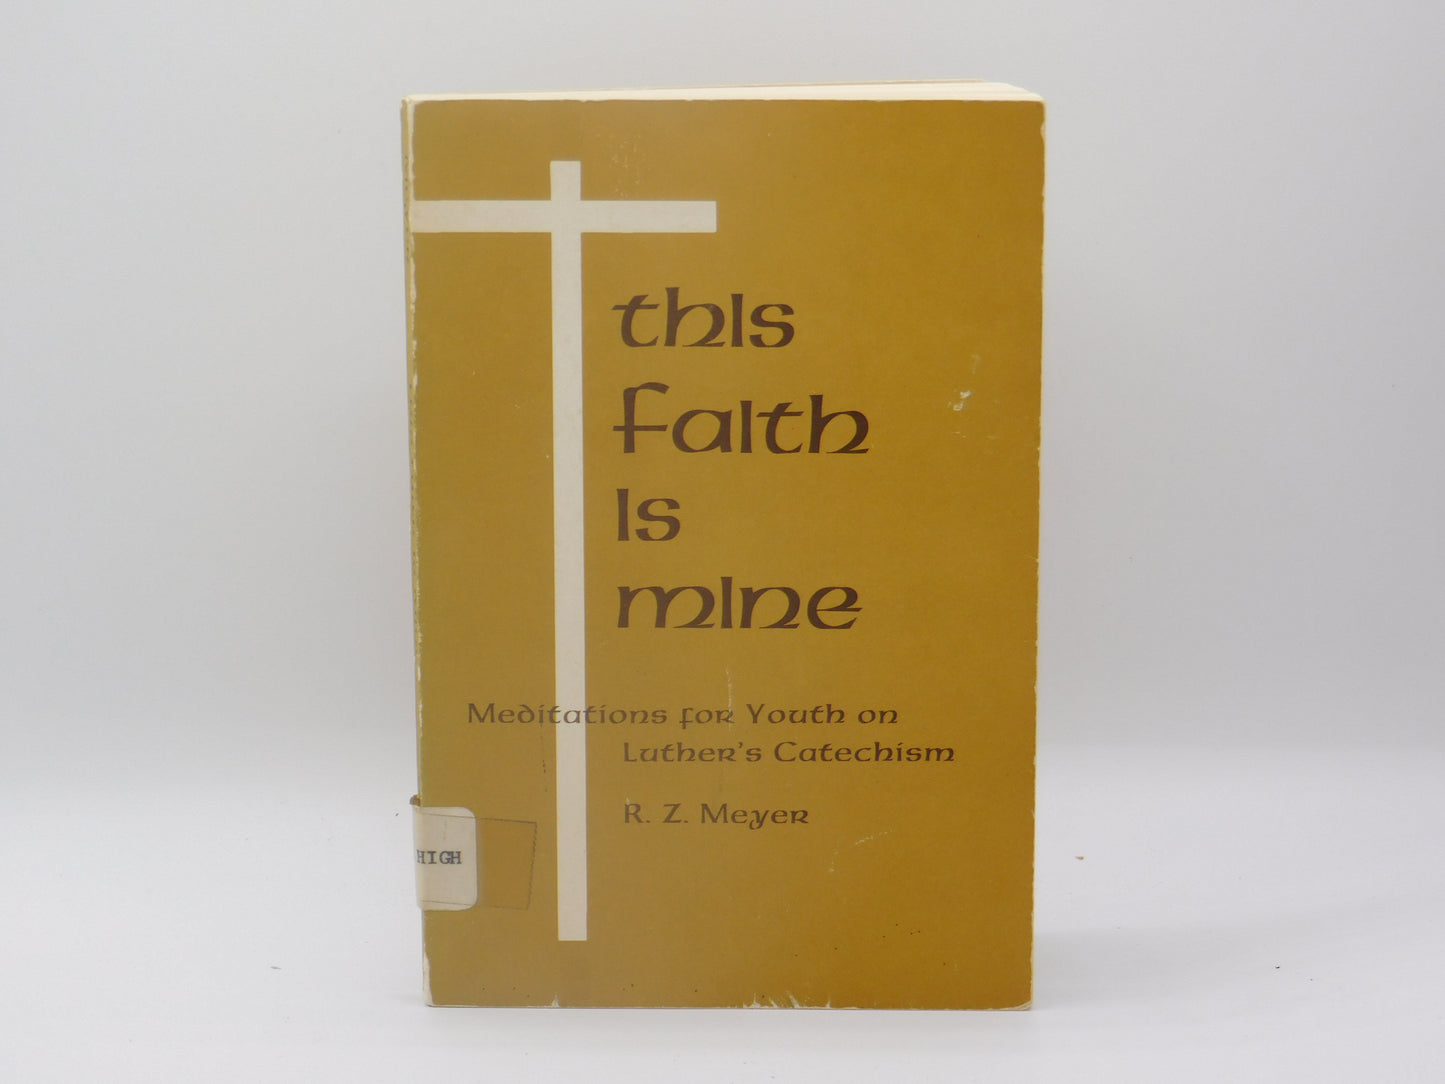 this
faith
is
mine
Meditations for Youth on
Luther's Catechism
R. Z. Meyer
HIGH